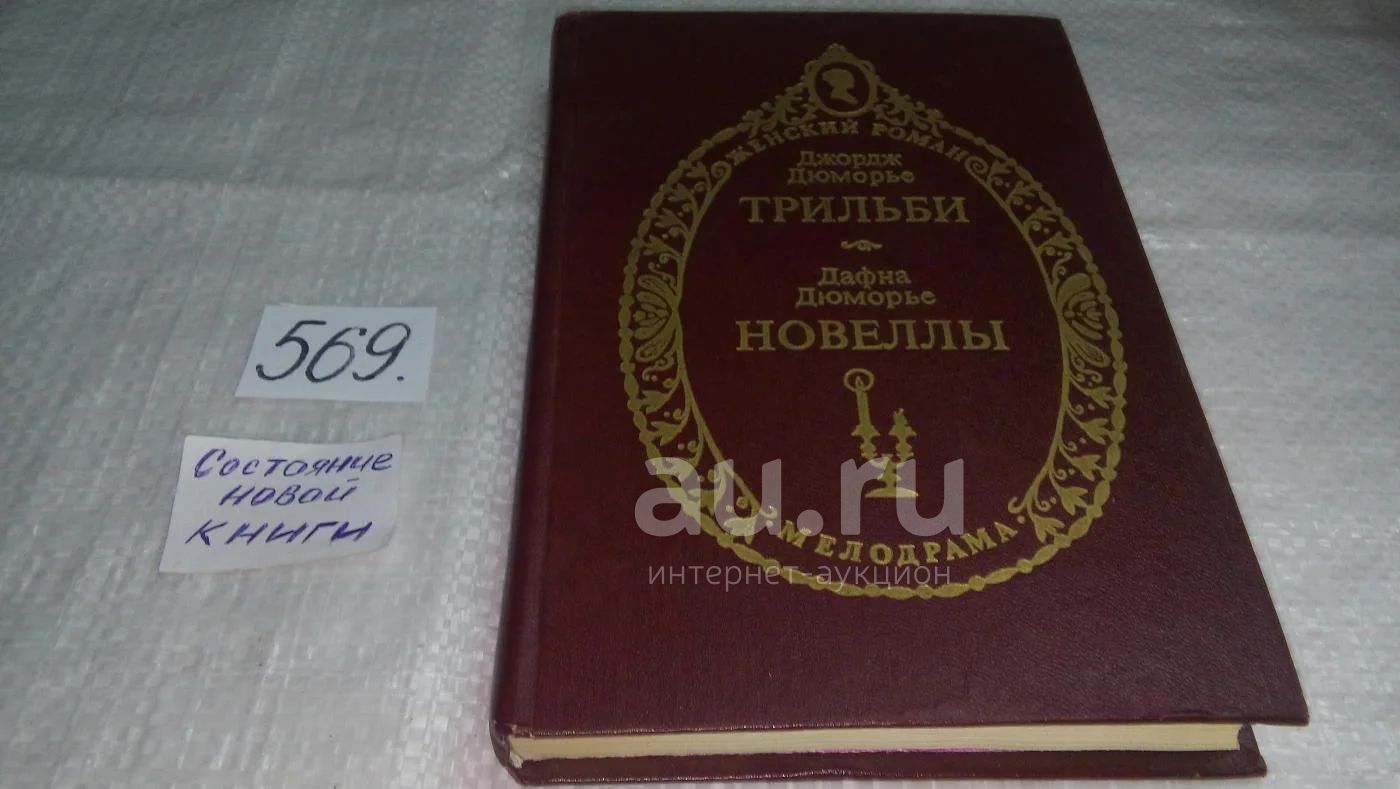 569.
Состояние
новой
книги
ЖЕНСКИЙ РОМАН
Джордж
Дюморье
ТРИЛЬБИ
Дафна
Дюморье
НОВЕЛЛЫ
МЕЛОДРАМА
au.ru
интернет-аукцион